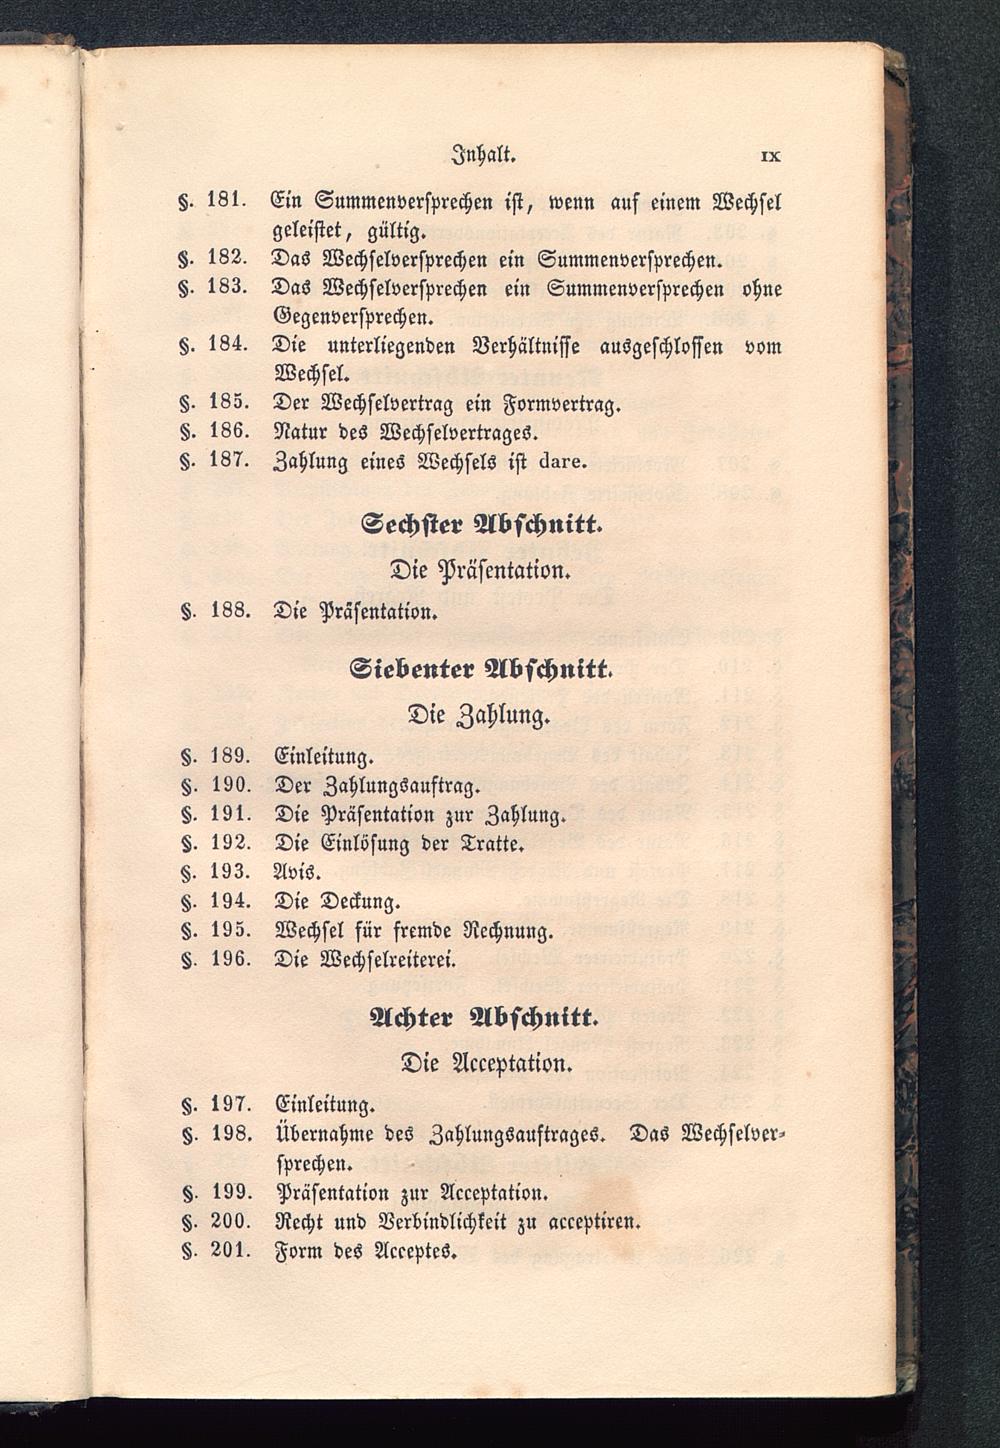 Inhalt. IX
§. 181. Ein Summenversprechen ist, wenn auf einem Wechsel
geleistet, gültig.
§. 182. Das Wechselversprechen ein Summenversprechen.
§. 183. Das Wechselversprechen ein Summenversprechen ohne
Gegenversprechen.
§. 184. Die unterliegenden Verhältnisse ausgeschlossen vom
Wechsel.
§. 185. Der Wechselvertrag ein Formvertrag.
§. 186. Natur des Wechselvertrages.
§. 187. Zahlung eines Wechsels ist dare.
Sechster Abschnitt.
Die Präsentation.
§. 188. Die Präsentation.
Siebenter Abschnitt.
Die Zahlung.
§. 189. Einleitung.
§. 190. Der Zahlungsauftrag.
§. 191. Die Präsentation zur Zahlung.
§. 192. Die Einlösung der Tratte.
§. 193. Avis.
§. 194. Die Deckung.
§. 195. Wechsel für fremde Rechnung.
§. 196. Die Wechselreiterei.
Achter Abschnitt.
Die Acceptation.
§. 197. Einleitung.
§. 198. Übernahme des Zahlungsauftrages. Das Wechselver-
sprechen.
§. 199. Präsentation zur Acceptation.
§. 200. Recht und Verbindlichkeit zu acceptiren.
§. 201. Form des Acceptes.